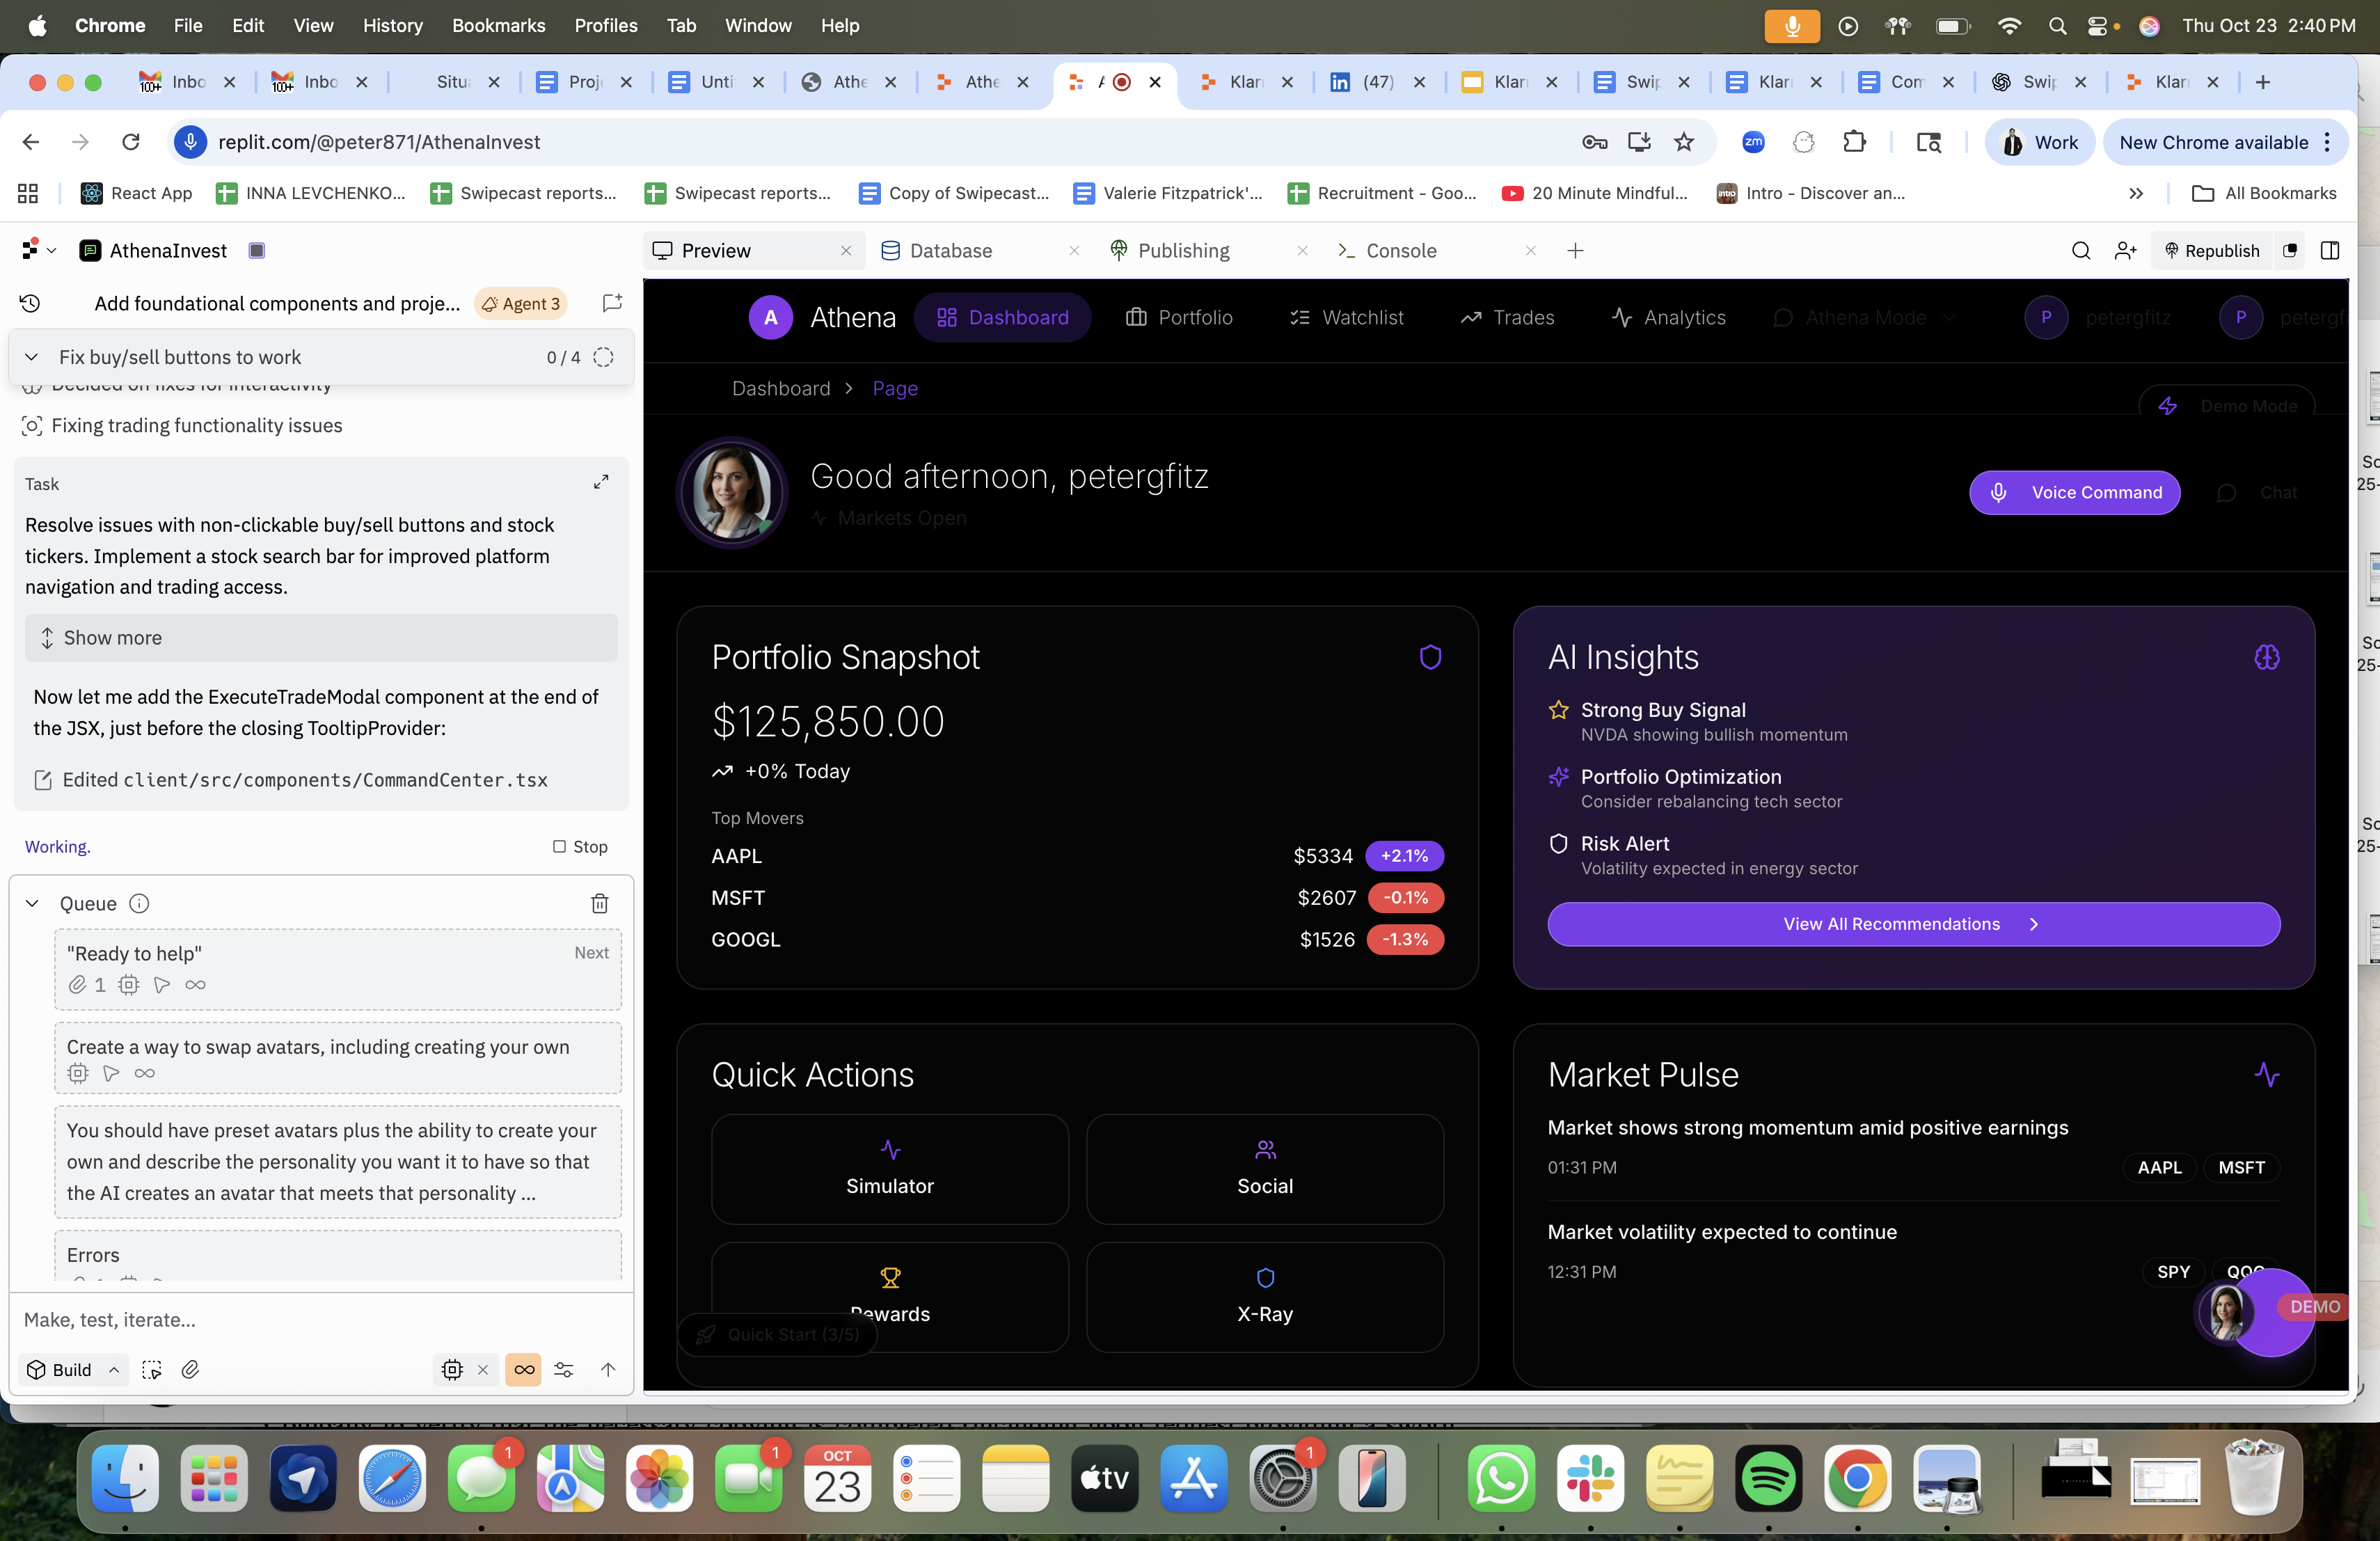 Chrome File Edit View History Bookmarks Profiles Tab Window Help Thu Oct 23 2:40 PM
Inbo Inbo Situa Proj Unti Athe Athe A Klar (47) Klar Swip Klar Com Swip Klar
replit.com/@peter871/AthenaInvest zm Work New Chrome available
React App INNA LEVCHENKO... Swipecast reports... Swipecast reports... Copy of Swipecast... Valerie Fitzpatrick'... Recruitment - Goo... 20 Minute Mindful... Intro - Discover an... All Bookmarks
AthenaInvest
Preview Database Publishing Console Republish
Add foundational components and proje... Agent 3
Fix buy/sell buttons to work 0 / 4
Decided on fixes for interactivity
Fixing trading functionality issues
Task
Resolve issues with non-clickable buy/sell buttons and stock
tickers. Implement a stock search bar for improved platform
navigation and trading access.
Show more
Now let me add the ExecuteTradeModal component at the end of
the JSX, just before the closing TooltipProvider:
Edited client/src/components/CommandCenter.tsx
Working. Stop
Queue
"Ready to help" Next
1
Create a way to swap avatars, including creating your own
You should have preset avatars plus the ability to create your
own and describe the personality you want it to have so that
the AI creates an avatar that meets that personality ...
Errors
Make, test, iterate...
Build
A Athena Dashboard Portfolio Watchlist Trades Analytics Athena Mode P petergfitz P petergfi
Dashboard > Page
Demo Mode
Good afternoon, petergfitz
Markets Open
Voice Command Chat
Portfolio Snapshot
$125,850.00
+0% Today
Top Movers
AAPL $5334 +2.1%
MSFT $2607 -0.1%
GOOGL $1526 -1.3%
AI Insights
Strong Buy Signal
NVDA showing bullish momentum
Portfolio Optimization
Consider rebalancing tech sector
Risk Alert
Volatility expected in energy sector
View All Recommendations
Quick Actions
Simulator
Social
Rewards
X-Ray
Quick Start (3/5)
Market Pulse
Market shows strong momentum amid positive earnings
01:31 PM AAPL MSFT
Market volatility expected to continue
12:31 PM SPY QQQ
DEMO
1 1 OCT 23 tv 1